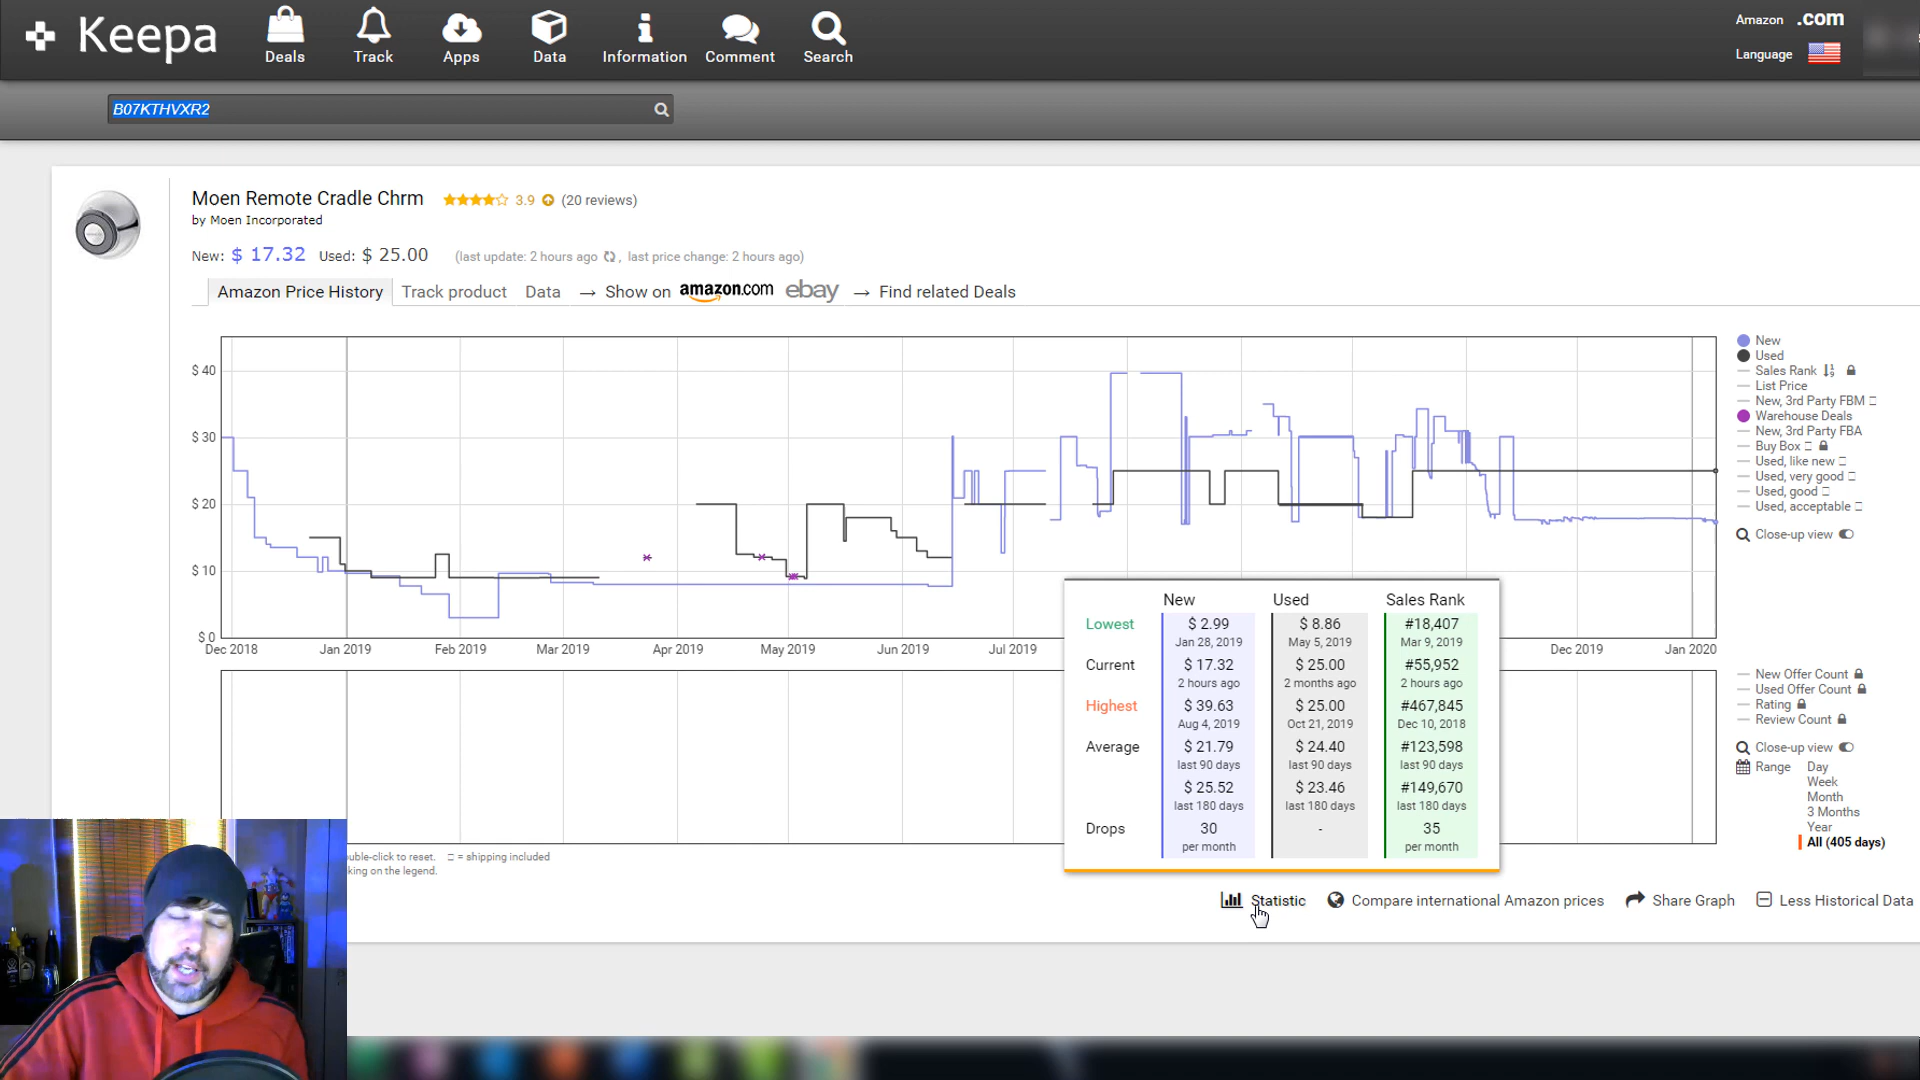 Keepa
Deals
Track
Apps
Data
Information
Comment
Search
Amazon .com
Language
B07KTHVXR2
Moen Remote Cradle Chrm 3.9 (20 reviews)
by Moen Incorporated
New: $ 17.32 Used: $ 25.00 (last update: 2 hours ago , last price change: 2 hours ago)
Amazon Price History Track product Data → Show on amazon.com ebay → Find related Deals
$ 40
$ 30
$ 20
$ 10
$ 0
Dec 2018 Jan 2019 Feb 2019 Mar 2019 Apr 2019 May 2019 Jun 2019 Jul 2019 Dec 2019 Jan 2020
New
Used
Sales Rank
List Price
New, 3rd Party FBM
Warehouse Deals
New, 3rd Party FBA
Buy Box
Used, like new
Used, very good
Used, good
Used, acceptable
Close-up view
New Used Sales Rank
Lowest $ 2.99 $ 8.86 #18,407
Jan 28, 2019 May 5, 2019 Mar 9, 2019
Current $ 17.32 $ 25.00 #55,952
2 hours ago 2 months ago 2 hours ago
Highest $ 39.63 $ 25.00 #467,845
Aug 4, 2019 Oct 21, 2019 Dec 10, 2018
Average $ 21.79 $ 24.40 #123,598
last 90 days last 90 days last 90 days
$ 25.52 $ 23.46 #149,670
last 180 days last 180 days last 180 days
Drops 30 - 35
per month per month
New Offer Count
Used Offer Count
Rating
Review Count
Close-up view
Range Day
Week
Month
3 Months
Year
All (405 days)
uble-click to reset. = shipping included
king on the legend.
Statistic Compare international Amazon prices Share Graph Less Historical Data